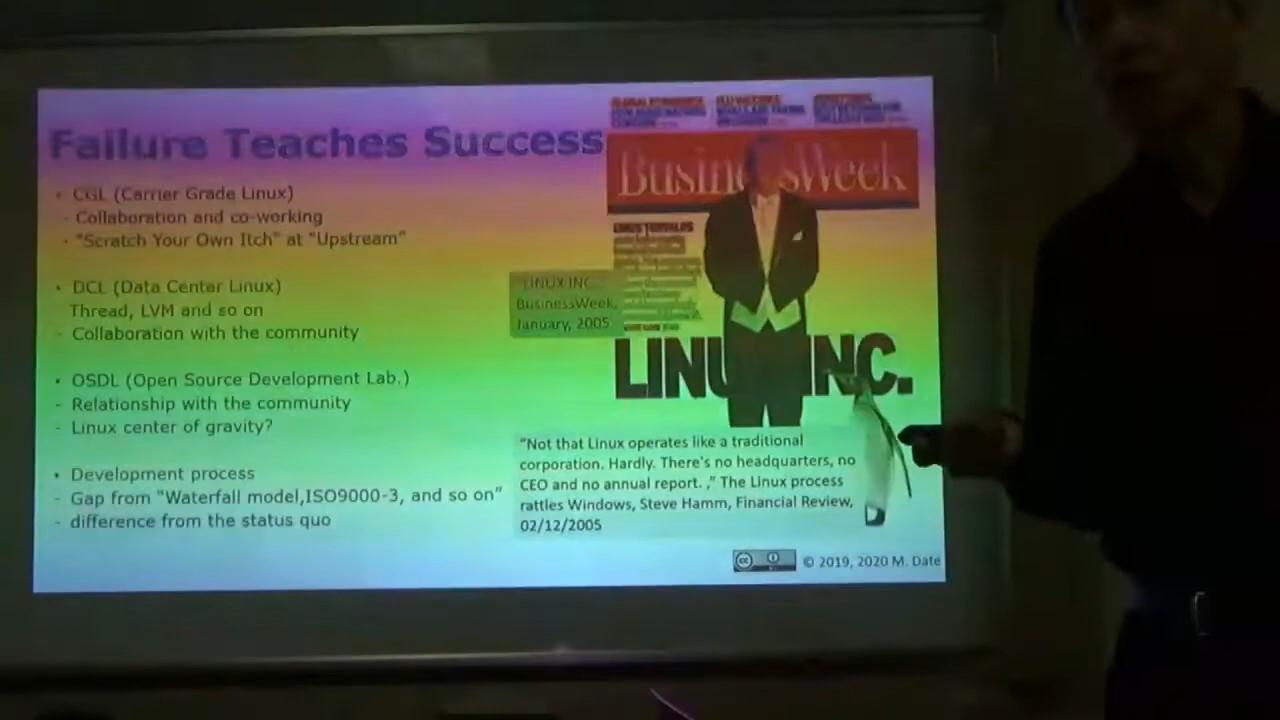 Failure Teaches Success
• CGL (Carrier Grade Linux)
- Collaboration and co-working
- "Scratch Your Own Itch" at "Upstream"
• DCL (Data Center Linux)
Thread, LVM and so on
- Collaboration with the community
• OSDL (Open Source Development Lab.)
- Relationship with the community
- Linux center of gravity?
• Development process
- Gap from "Waterfall model,ISO9000-3, and so on"
- difference from the status quo
BusinessWeek
LINUS TORVALDS
"LINUX INC."
BusinessWeek,
January, 2005
LINUX INC.
"Not that Linux operates like a traditional
corporation. Hardly. There's no headquarters, no
CEO and no annual report. ," The Linux process
rattles Windows, Steve Hamm, Financial Review,
02/12/2005
cc
© 2019, 2020 M. Date